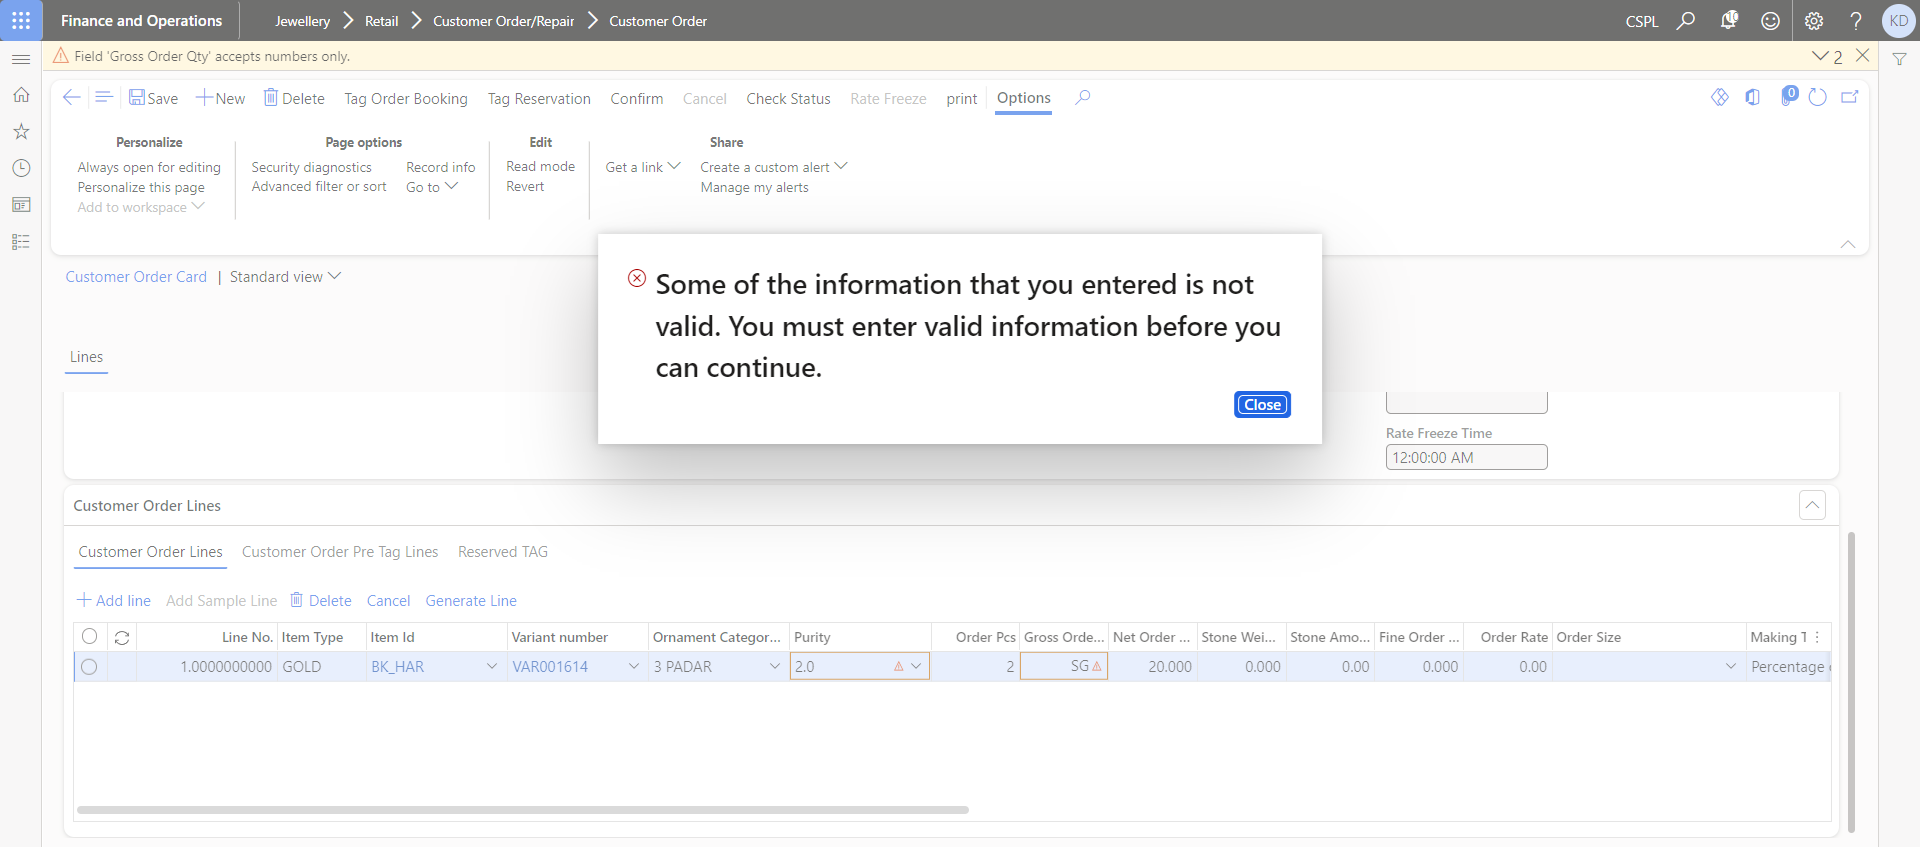 Finance and Operations
Jewellery
Retail
Customer Order/Repair
Customer Order
CSPL
KD
Field 'Gross Order Qty' accepts numbers only.
2
Save
New
Delete
Tag Order Booking
Tag Reservation
Confirm
Cancel
Check Status
Rate Freeze
print
Options
0
Personalize
Always open for editing
Personalize this page
Add to workspace
Page options
Security diagnostics
Advanced filter or sort
Record info
Go to
Edit
Read mode
Revert
Get a link
Share
Create a custom alert
Manage my alerts
Customer Order Card | Standard view
Some of the information that you entered is not
valid. You must enter valid information before you
can continue.
Close
Lines
Rate Freeze Time
12:00:00 AM
Customer Order Lines
Customer Order Lines
Customer Order Pre Tag Lines
Reserved TAG
Add line
Add Sample Line
Delete
Cancel
Generate Line
Line No. Item Type Item Id Variant number Ornament Categor... Purity Order Pcs Gross Orde... Net Order ... Stone Wei... Stone Amo... Fine Order ... Order Rate Order Size Making T
1.0000000000 GOLD BK_HAR VAR001614 3 PADAR 2.0 2 SG 20.000 0.000 0.00 0.000 0.00 Percentage